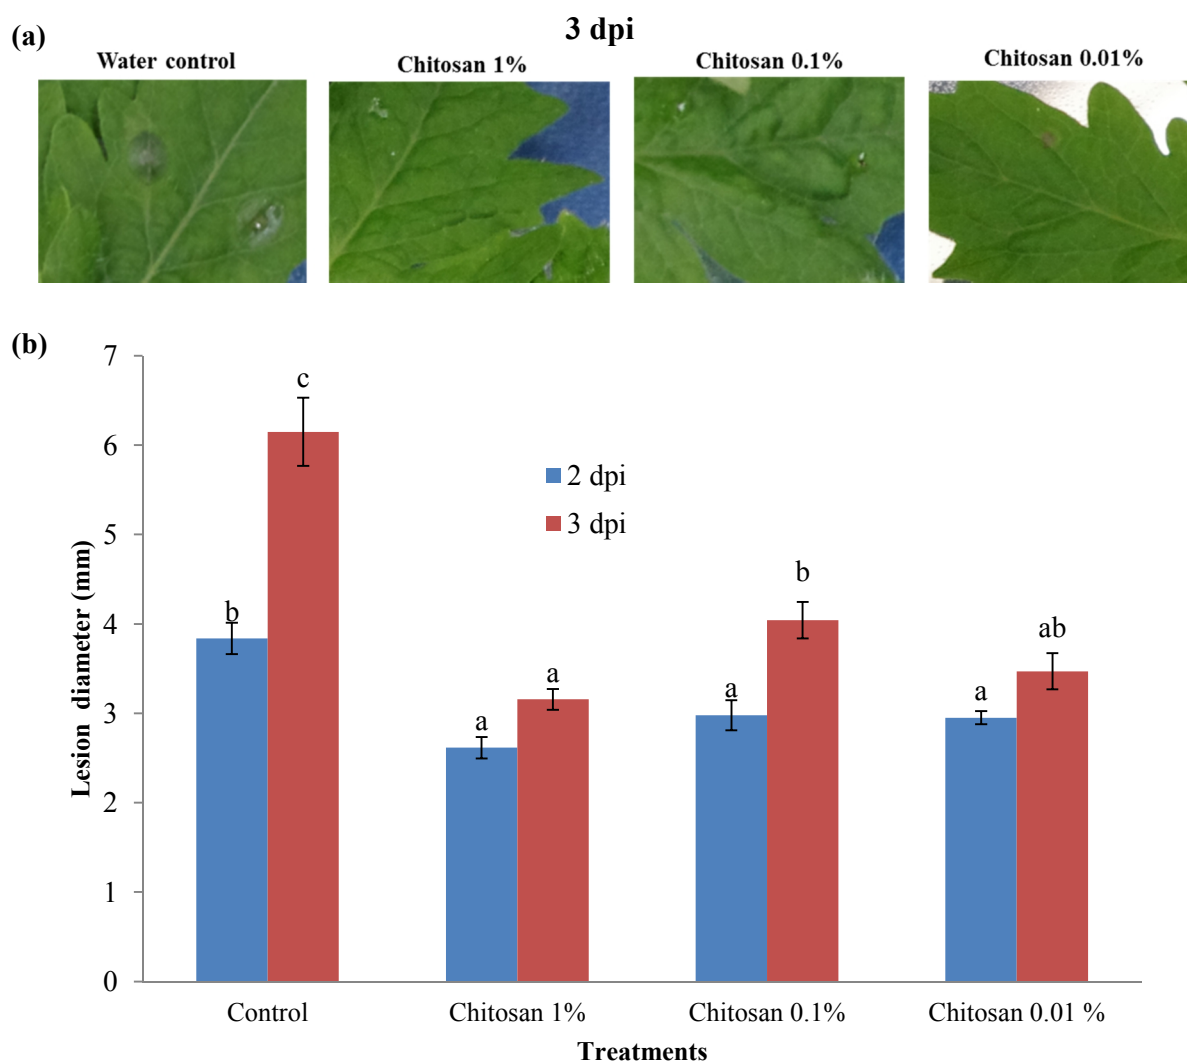 (a)
3 dpi
Water control
Chitosan 1%
Chitosan 0.1%
Chitosan 0.01%
(b)
7
6
5
4
3
2
1
0
Lesion diameter (mm)
b
c
a
a
a
b
a
ab
2 dpi
3 dpi
Control
Chitosan 1%
Chitosan 0.1%
Chitosan 0.01 %
Treatments